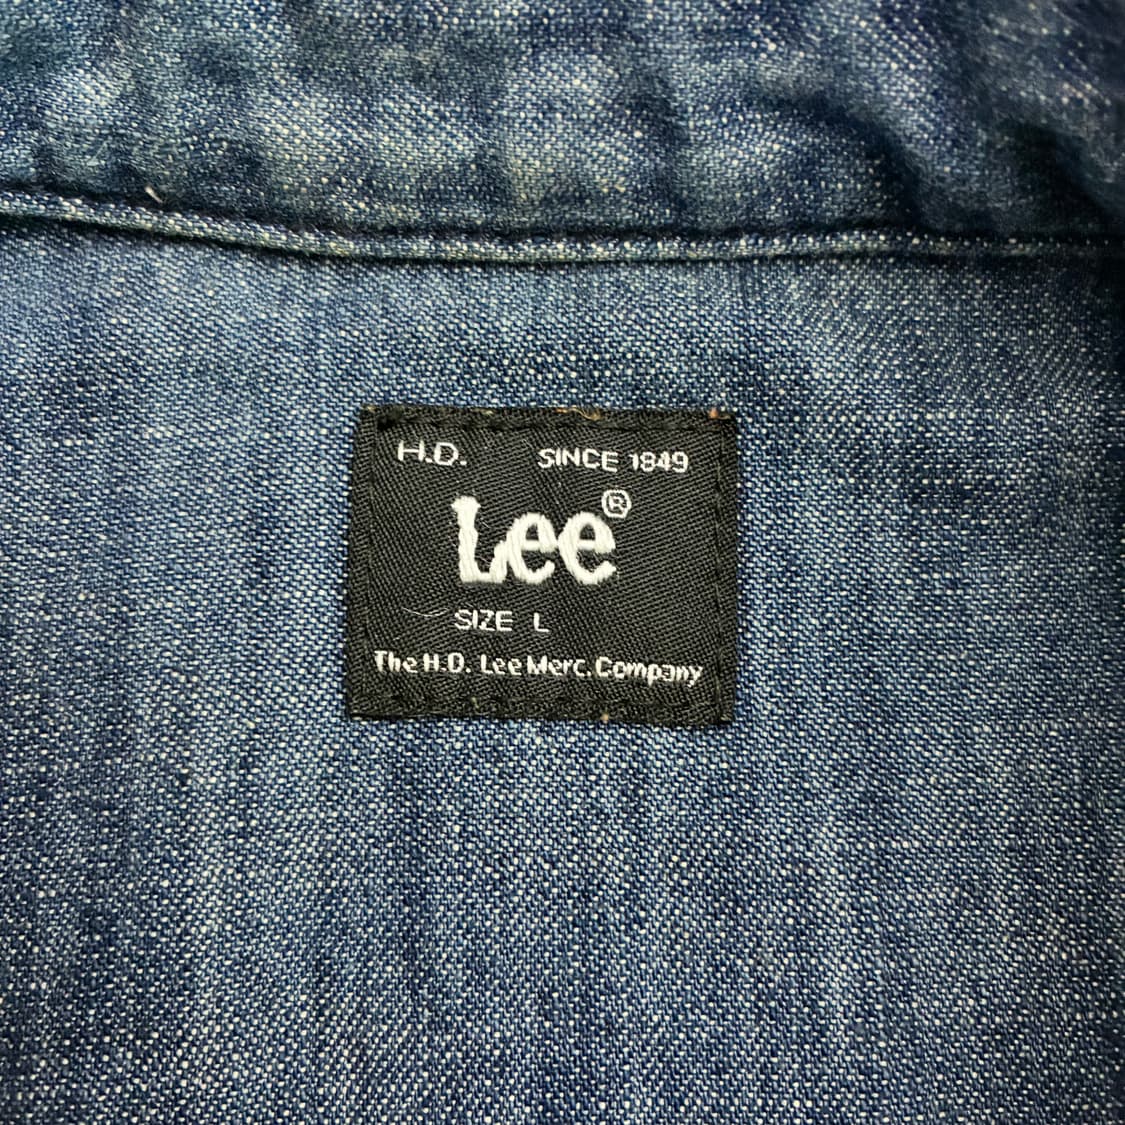 H.D. SINCE 1849
Lee®
SIZE L
The H.D. Lee Merc. Company